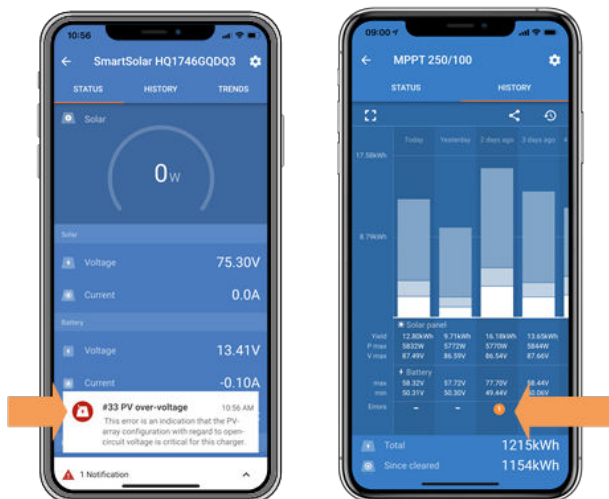 10:56
SmartSolar HQ1746GQDQ3
STATUS HISTORY TRENDS
Solar
0W
Solar
Voltage 75.30V
Current 0.0A
Battery
Voltage 13.41V
Current -0.10A
#33 PV over-voltage 10:56 AM
This error is an indication that the PV-
array configuration with regard to open-
circuit voltage is critical for this charger.
1 Notification
09:00
MPPT 250/100
STATUS HISTORY
Today Yesterday 2 days ago 3 days ago 4
17.58kWh
8.79kWh
Solar panel
Yield 12.80kWh 9.71kWh 16.18kWh 13.65kWh
P max 5832W 5772W 5770W 5844W
V max 87.49V 86.59V 86.54V 87.66V
Battery
max 58.32V 57.72V 77.70V 58.44V
min 50.31V 50.30V 49.44V 50.06V
Errors - - 1
Total 1215kWh
Since cleared 1154kWh